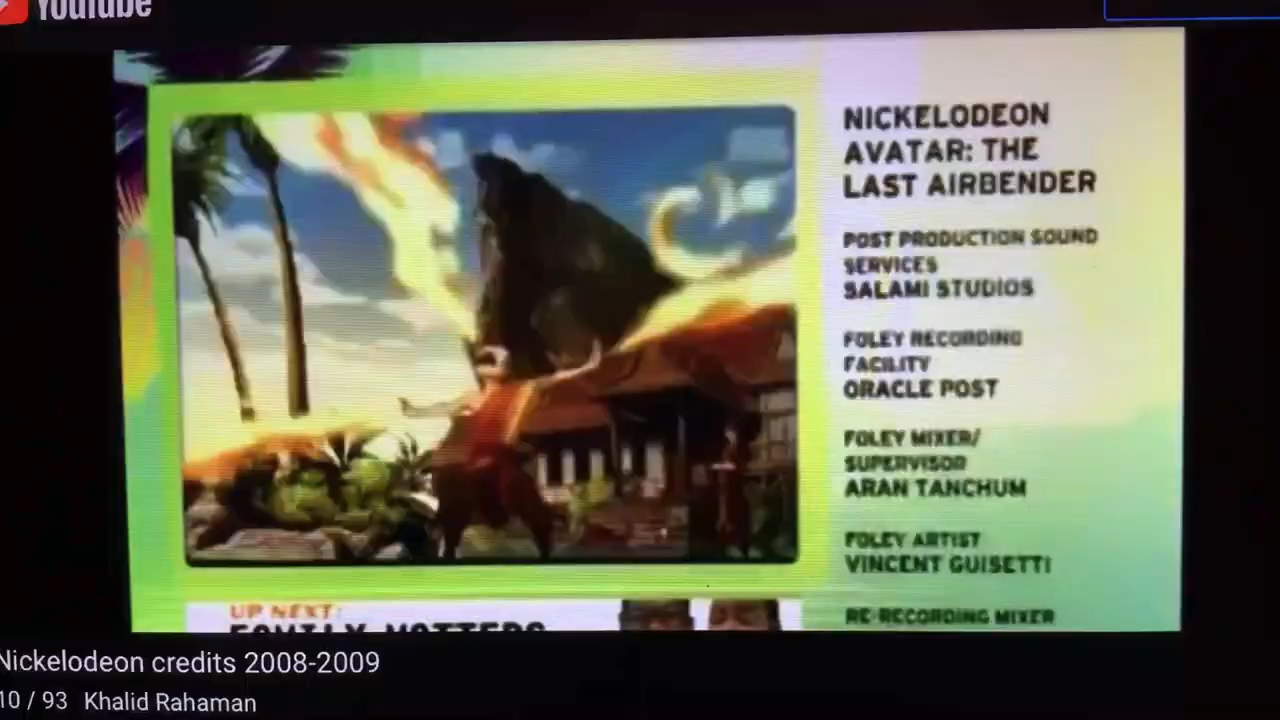 YouTube
NICKELODEON
AVATAR: THE
LAST AIRBENDER
POST PRODUCTION SOUND
SERVICES
SALAMI STUDIOS
FOLEY RECORDING
FACILITY
ORACLE POST
FOLEY MIXER/
SUPERVISOR
ARAN TANCHUM
FOLEY ARTIST
VINCENT GUISETTI
RE-RECORDING MIXER
UP NEXT:
FAMILY MATTERS
Nickelodeon credits 2008-2009
10 / 93 Khalid Rahaman